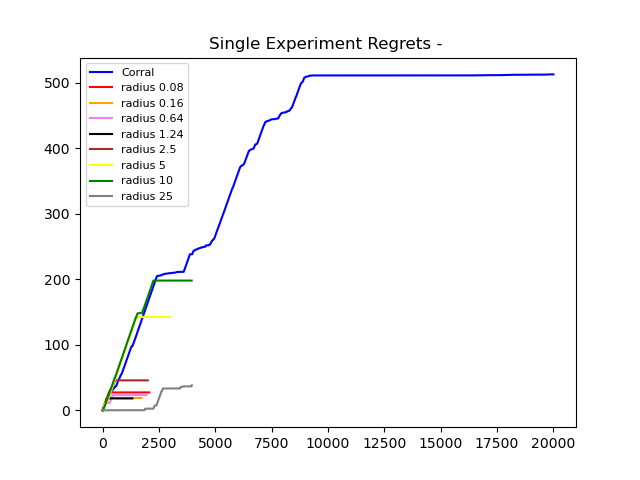 Single Experiment Regrets -
Corral
radius 0.08
radius 0.16
radius 0.64
radius 1.24
radius 2.5
radius 5
radius 10
radius 25
500
400
300
200
100
0
0 2500 5000 7500 10000 12500 15000 17500 20000